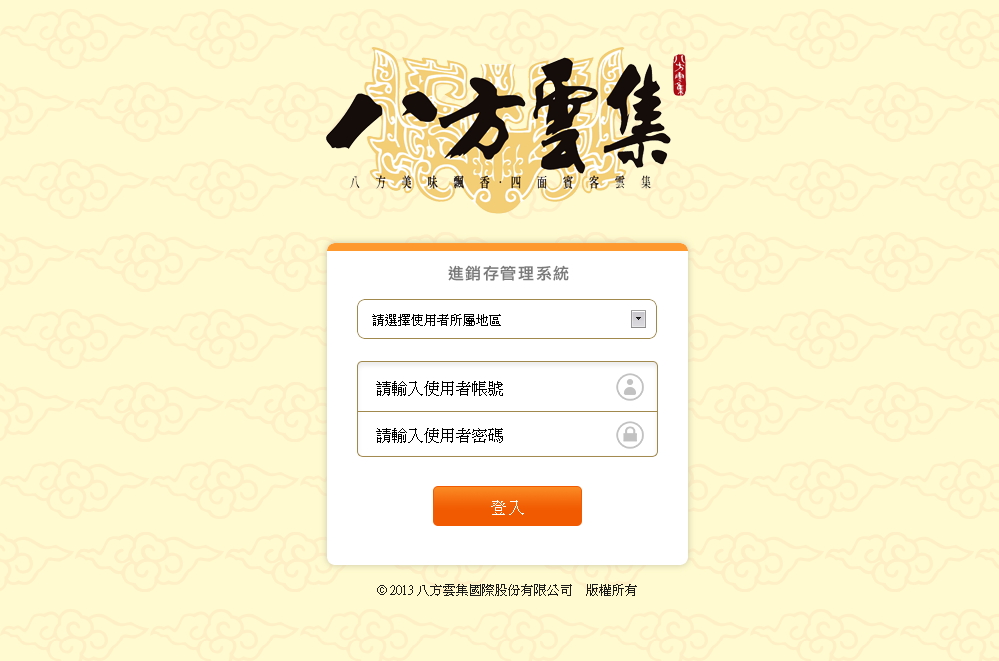 八方雲集
八方雲集
八方美味飄香·四面賓客雲集
進銷存管理系統
請選擇使用者所屬地區
請輸入使用者帳號
請輸入使用者密碼
登入
© 2013 八方雲集國際股份有限公司　版權所有